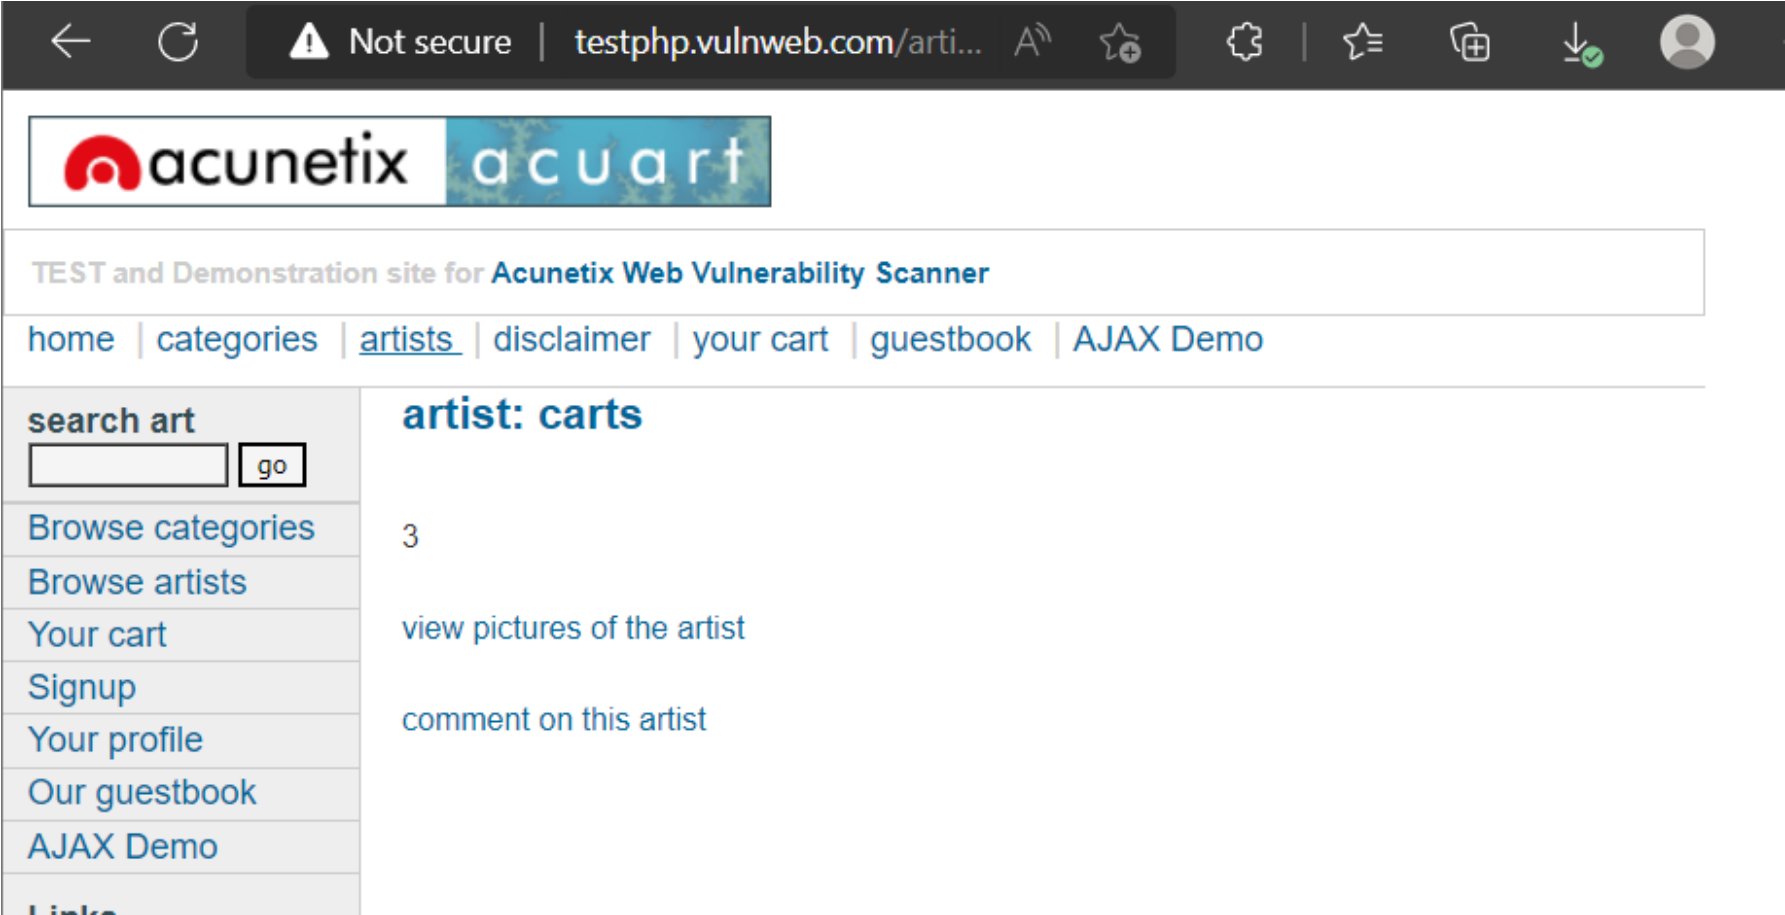 Not secure | testphp.vulnweb.com/arti...
acunetix acuart
TEST and Demonstration site for Acunetix Web Vulnerability Scanner
home | categories | artists | disclaimer | your cart | guestbook | AJAX Demo
search art
go
Browse categories
Browse artists
Your cart
Signup
Your profile
Our guestbook
AJAX Demo
Links
artist: carts
3
view pictures of the artist
comment on this artist